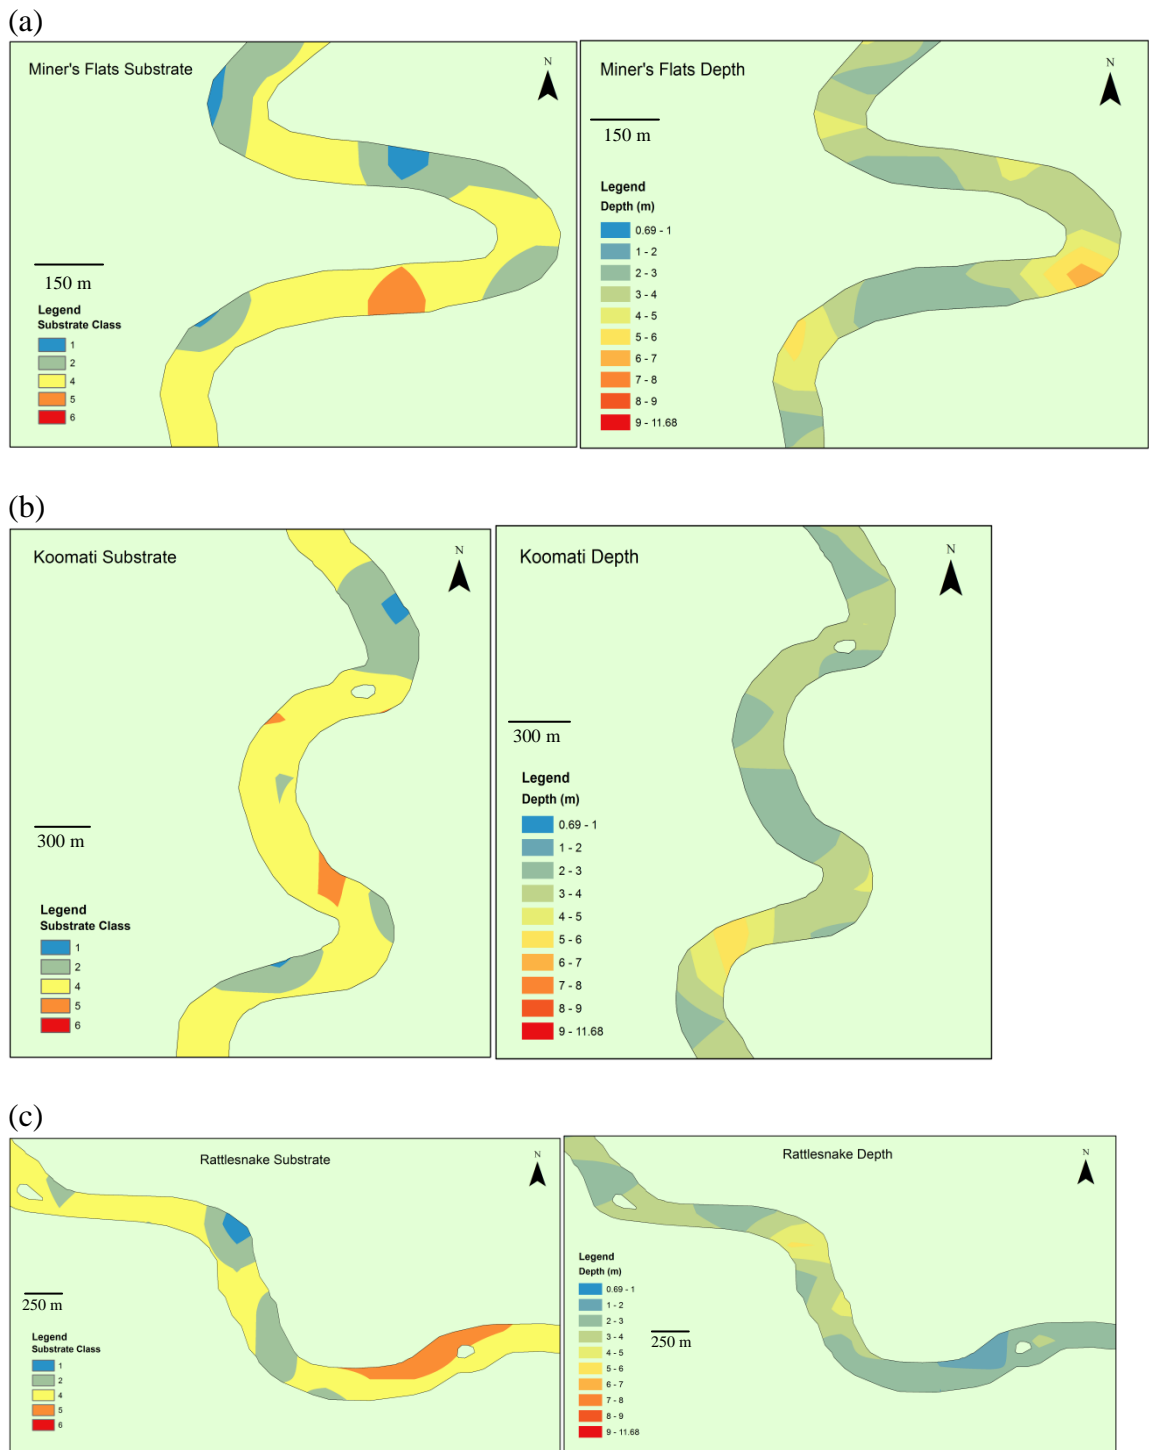 (a)
Miner's Flats Substrate
N
150 m
Legend
Substrate Class
1
2
4
5
6
Miner's Flats Depth
N
150 m
Legend
Depth (m)
0.69 - 1
1 - 2
2 - 3
3 - 4
4 - 5
5 - 6
6 - 7
7 - 8
8 - 9
9 - 11.68
(b)
Koomati Substrate
N
300 m
Legend
Substrate Class
1
2
4
5
6
Koomati Depth
N
300 m
Legend
Depth (m)
0.69 - 1
1 - 2
2 - 3
3 - 4
4 - 5
5 - 6
6 - 7
7 - 8
8 - 9
9 - 11.68
(c)
Rattlesnake Substrate
N
250 m
Legend
Substrate Class
1
2
4
5
6
Rattlesnake Depth
N
Legend
Depth (m)
0.69 - 1
1 - 2
2 - 3
3 - 4
4 - 5
5 - 6
6 - 7
7 - 8
8 - 9
9 - 11.68
250 m